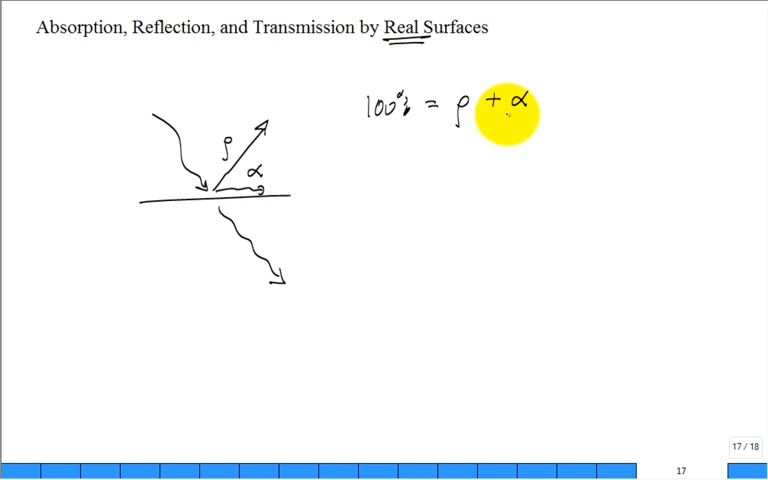 Absorption, Reflection, and Transmission by Real Surfaces
100% = ρ + α
ρ
α
17 / 18
17